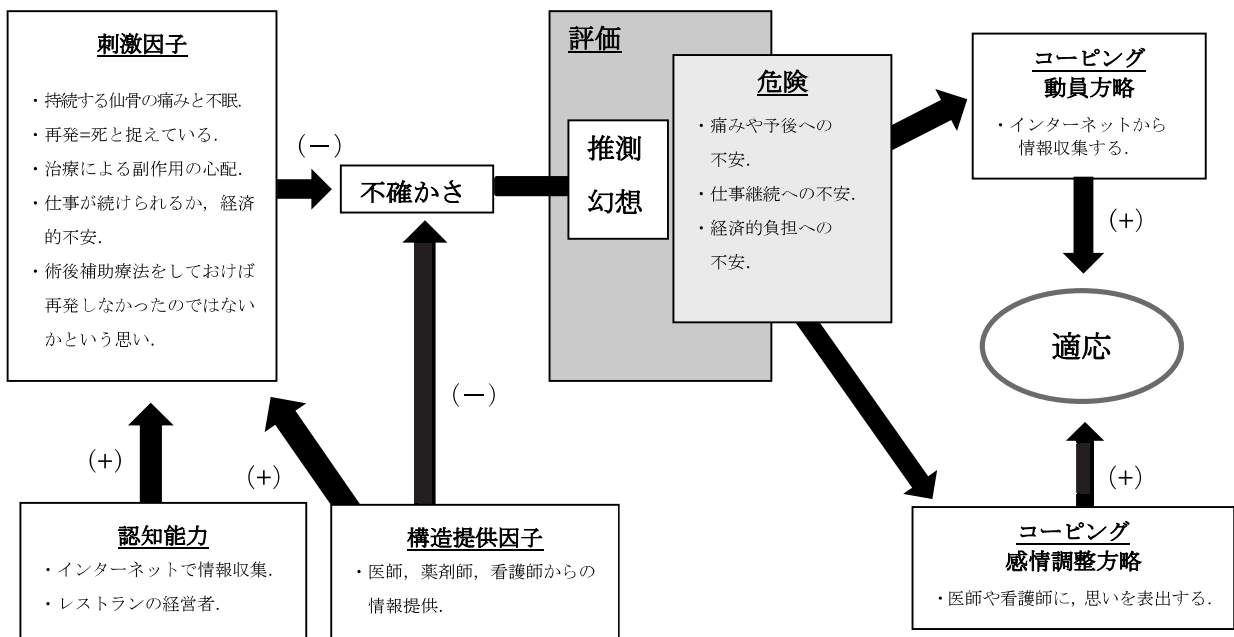 刺激因子
・持続する仙骨の痛みと不眠.
・再発=死と捉えている.
・治療による副作用の心配.
・仕事が続けられるか，経済
的不安.
・術後補助療法をしておけば
再発しなかったのではない
かという思い.
(−)
不確かさ
評価
推測
幻想
危険
・痛みや予後への
不安.
・仕事継続への不安.
・経済的負担への
不安.
コーピング
動員方略
・インターネットから
情報収集する.
(+)
適応
(+)
(+)
(−)
(+)
認知能力
・インターネットで情報収集.
・レストランの経営者.
構造提供因子
・医師，薬剤師，看護師からの
情報提供.
コーピング
感情調整方略
・医師や看護師に，思いを表出する.